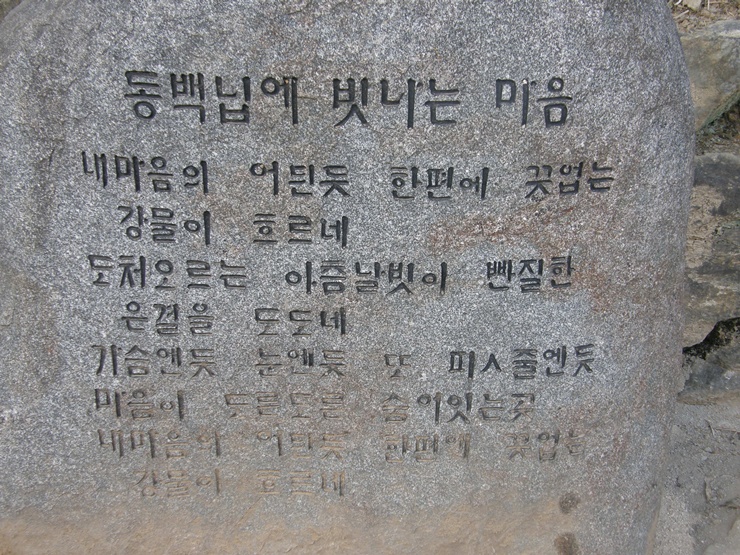 동백닙에 빗나는 마음
내마음의 어듼듯 한편에 끗업는
강물이 흐르네
도처오르는 아츰날빗이 빤질한
은결을 도도네
가슴엔듯 눈엔듯 또 피ㅅ줄엔듯
마음이 도른도른 숨어잇는곳
내마음의 어듼듯 한편에 끗업는
강물이 흐르네